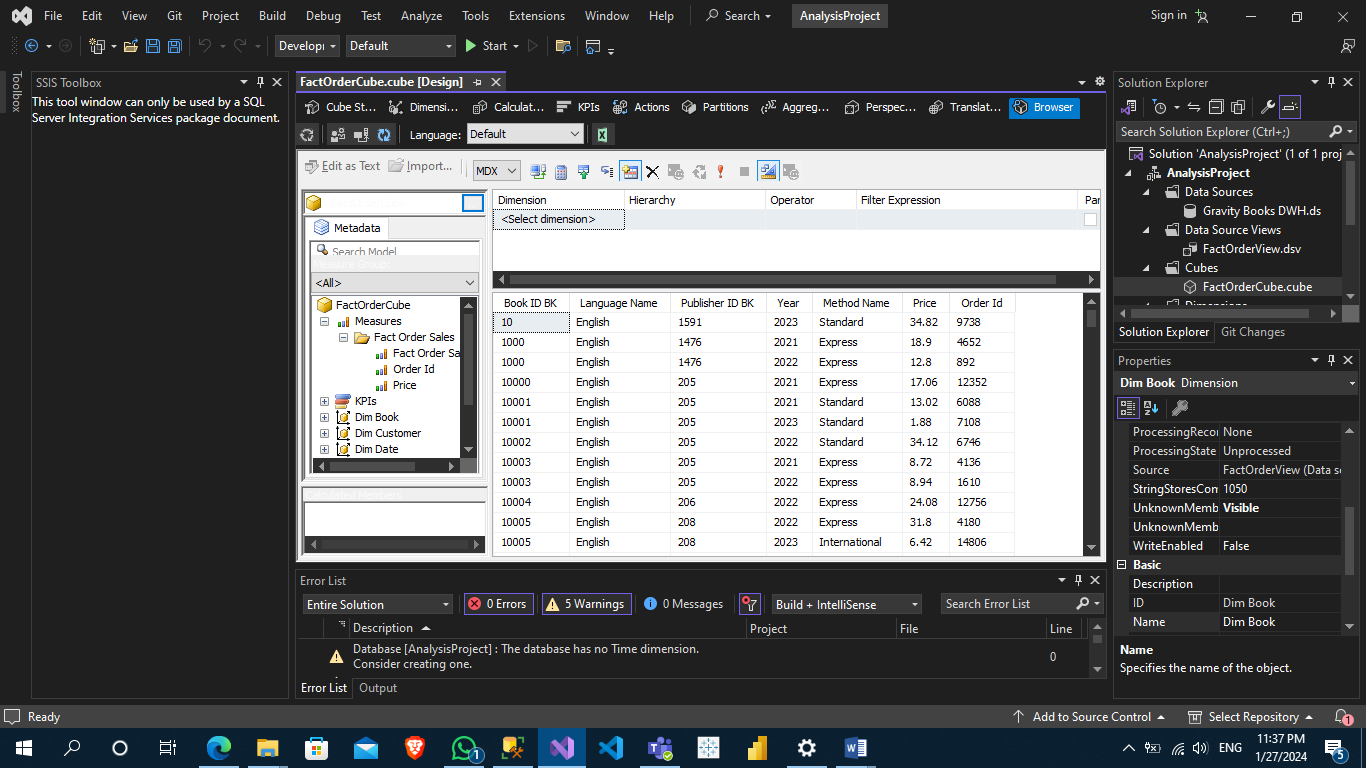 File Edit View Git Project Build Debug Test Analyze Tools Extensions Window Help Search AnalysisProject Sign in
Develop Default Start
Toolbox
SSIS Toolbox
This tool window can only be used by a SQL
Server Integration Services package document.
FactOrderCube.cube [Design]
Cube St... Dimensi... Calculat... KPIs Actions Partitions Aggreg... Perspec... Translat... Browser
Language: Default
Edit as Text Import... MDX
Metadata
Search Model
<All>
FactOrderCube
Measures
Fact Order Sales
Fact Order Sa
Order Id
Price
KPIs
Dim Book
Dim Customer
Dim Date
Calculated Members
Dimension Hierarchy Operator Filter Expression Par
<Select dimension>
Book ID BK Language Name Publisher ID BK Year Method Name Price Order Id
10 English 1591 2023 Standard 34.82 9738
1000 English 1476 2021 Express 18.9 4652
1000 English 1476 2022 Express 12.8 892
10000 English 205 2021 Express 17.06 12352
10001 English 205 2021 Standard 13.02 6088
10001 English 205 2023 Standard 1.88 7108
10002 English 205 2022 Standard 34.12 6746
10003 English 205 2021 Express 8.72 4136
10003 English 205 2022 Express 8.94 1610
10004 English 206 2022 Express 24.08 12756
10005 English 208 2022 Express 31.8 4180
10005 English 208 2023 International 6.42 14806
Error List
Entire Solution 0 Errors 5 Warnings 0 Messages Build + IntelliSense Search Error List
Description Project File Line
Database [AnalysisProject] : The database has no Time dimension.
Consider creating one.
0
Error List Output
Solution Explorer
Search Solution Explorer (Ctrl+;)
Solution 'AnalysisProject' (1 of 1 proj
AnalysisProject
Data Sources
Gravity Books DWH.ds
Data Source Views
FactOrderView.dsv
Cubes
FactOrderCube.cube
Dimensions
Solution Explorer Git Changes
Properties
Dim Book Dimension
ProcessingRecor None
ProcessingState Unprocessed
Source FactOrderView (Data so
StringStoresCom 1050
UnknownMemb Visible
UnknownMemb
WriteEnabled False
Basic
Description
ID Dim Book
Name Dim Book
Name
Specifies the name of the object.
Ready Add to Source Control Select Repository 1
1 ENG 11:37 PM
1/27/2024 5